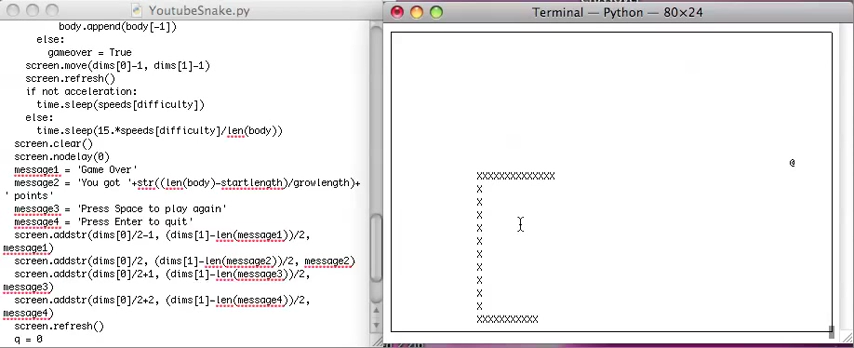 YoutubeSnake.py
body.append(body[-1])
else:
gameover = True
screen.move(dims[0]-1, dims[1]-1)
screen.refresh()
if not acceleration:
time.sleep(speeds[difficulty])
else:
time.sleep(15.*speeds[difficulty]/len(body))
screen.clear()
screen.nodelay(0)
message1 = 'Game Over'
message2 = 'You got '+str((len(body)-startlength)/growlength)+
' points'
message3 = 'Press Space to play again'
message4 = 'Press Enter to quit'
screen.addstr(dims[0]/2-1, (dims[1]-len(message1))/2,
message1)
screen.addstr(dims[0]/2, (dims[1]-len(message2))/2, message2)
screen.addstr(dims[0]/2+1, (dims[1]-len(message3))/2,
message3)
screen.addstr(dims[0]/2+2, (dims[1]-len(message4))/2,
message4)
screen.refresh()
q = 0
Terminal — Python — 80×24
@
XXXXXXXXXXXXXX
X
X
X
X
X
X
X
X
X
X
XXXXXXXXXXX